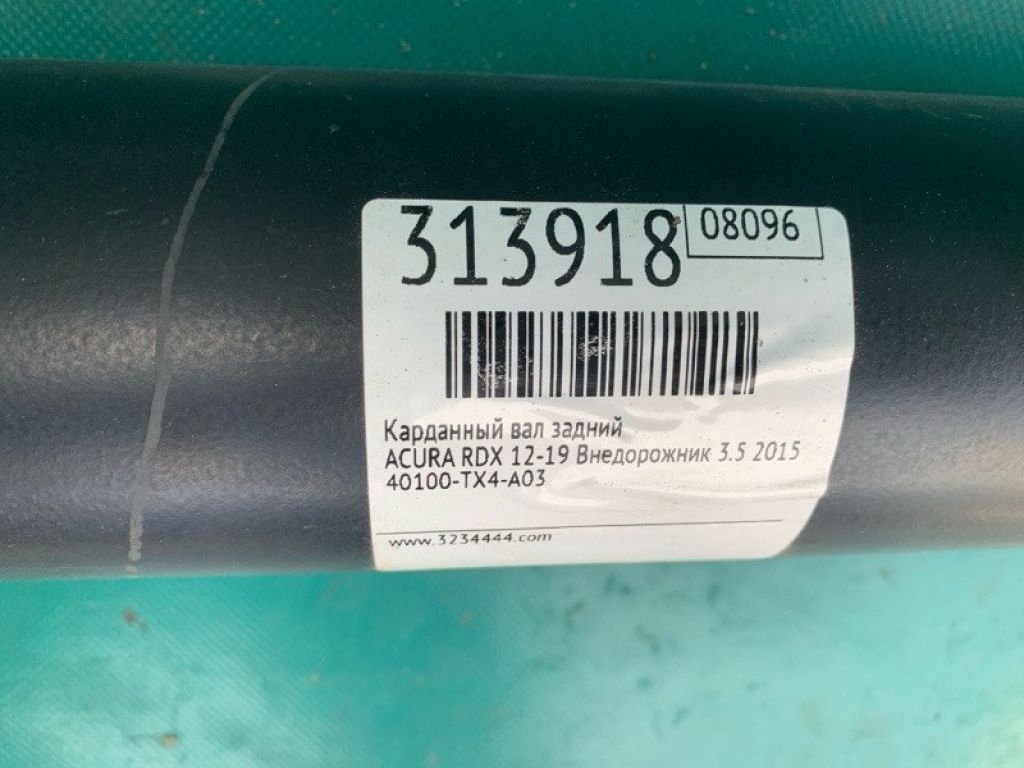 313918 08096
Карданный вал задний
ACURA RDX 12-19 Внедорожник 3.5 2015
40100-TX4-A03
www.3234444.com